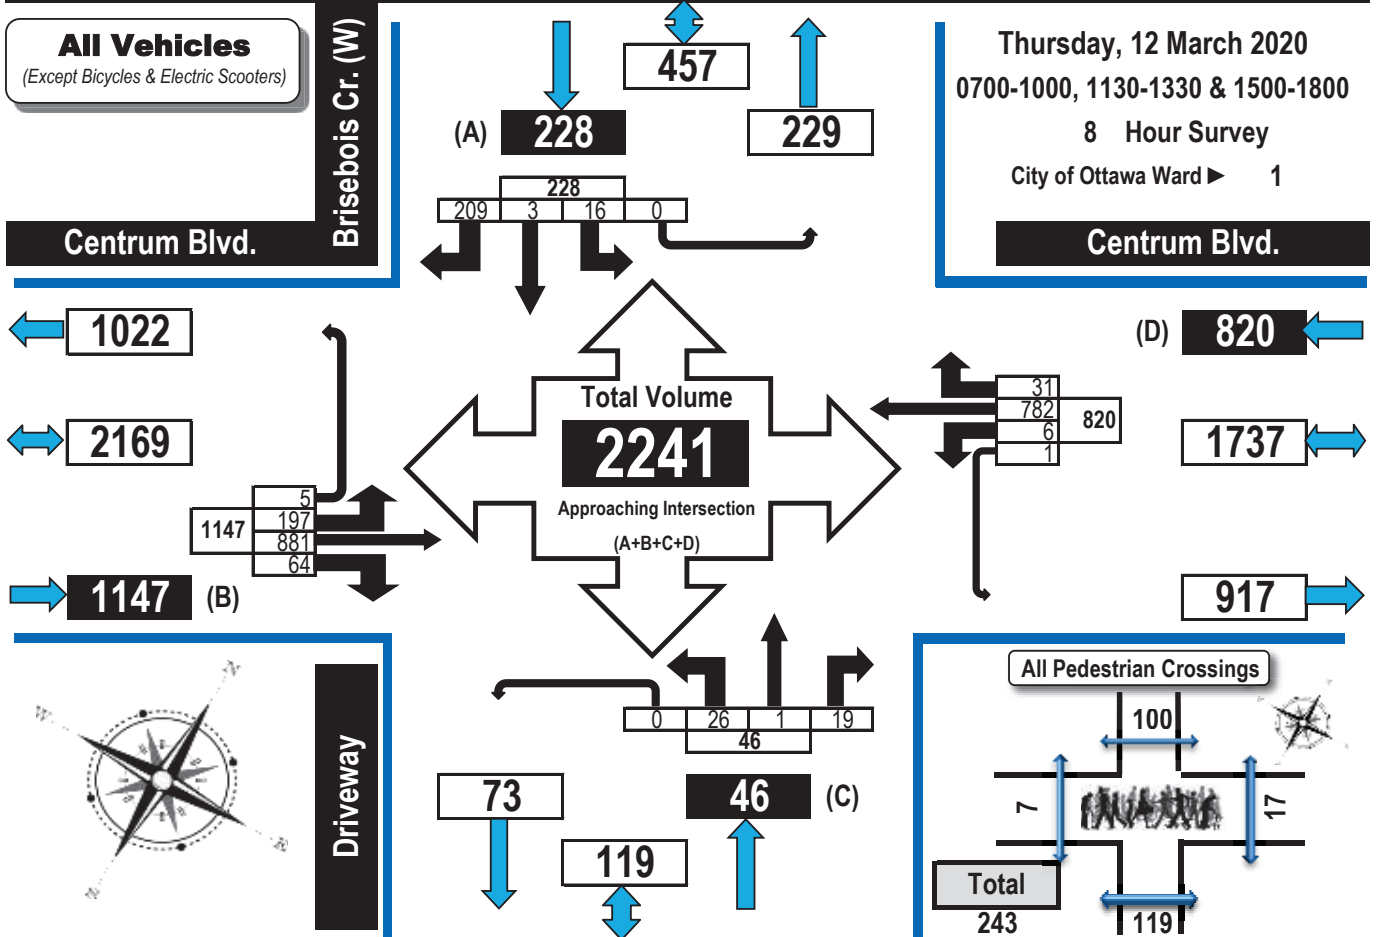 All Vehicles
(Except Bicycles & Electric Scooters)
Brisebois Cr. (W)
Centrum Blvd.
457
(A)
228
229
228
209 3 16 0
Thursday, 12 March 2020
0700-1000, 1130-1330 & 1500-1800
8 Hour Survey
City of Ottawa Ward ► 1
Centrum Blvd.
1022
2169
5
197
881
64
1147
1147
(B)
Total Volume
2241
Approaching Intersection
(A+B+C+D)
(D)
820
31
782
6
1
820
1737
917
Driveway
0 26 1 19
46
73
46
(C)
119
All Pedestrian Crossings
100
7
17
Total
243
119